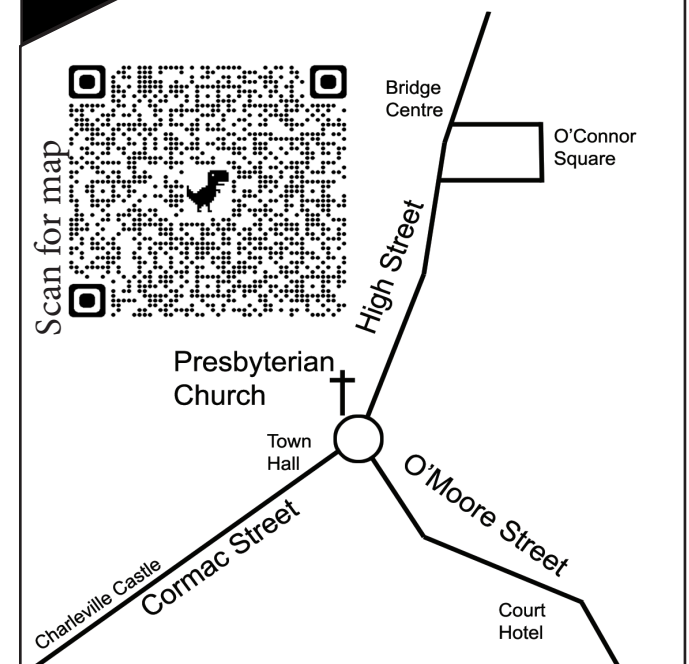 Scan for map
Bridge
Centre
O'Connor
Square
High Street
Presbyterian
Church
Town
Hall
O'Moore Street
Cormac Street
Charleville Castle
Court
Hotel